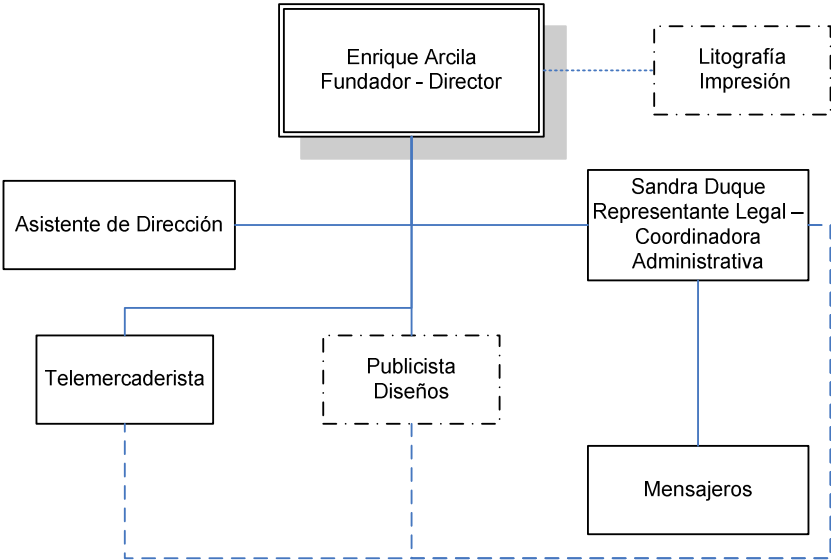 Enrique Arcila
Fundador - Director
Litografía
Impresión
Asistente de Dirección
Sandra Duque
Representante Legal –
Coordinadora
Administrativa
Telemercaderista
Publicista
Diseños
Mensajeros